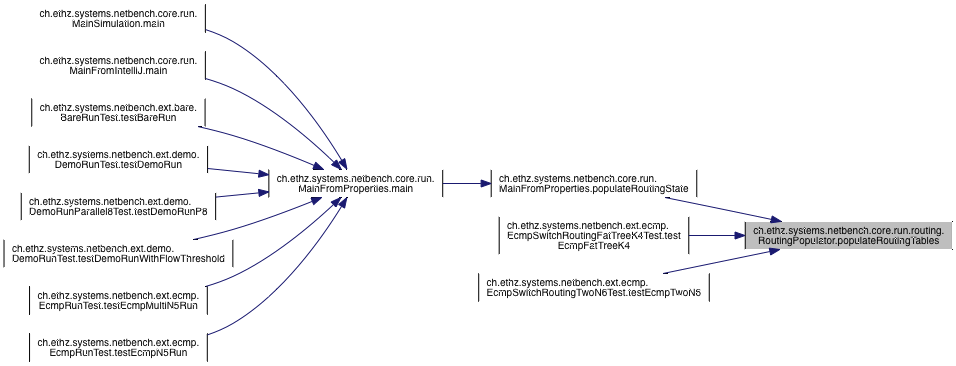 ch.ethz.systems.netbench.core.run.
MainSimulation.main
ch.ethz.systems.netbench.core.run.
MainFromIntelliJ.main
ch.ethz.systems.netbench.ext.bare.
BareRunTest.testBareRun
ch.ethz.systems.netbench.ext.demo.
DemoRunTest.testDemoRun
ch.ethz.systems.netbench.ext.demo.
DemoRunParallel8Test.testDemoRunP8
ch.ethz.systems.netbench.ext.demo.
DemoRunTest.testDemoRunWithFlowThreshold
ch.ethz.systems.netbench.ext.ecmp.
EcmpRunTest.testEcmpMultiN5Run
ch.ethz.systems.netbench.ext.ecmp.
EcmpRunTest.testEcmpN5Run
ch.ethz.systems.netbench.core.run.
MainFromProperties.main
ch.ethz.systems.netbench.core.run.
MainFromProperties.populateRoutingState
ch.ethz.systems.netbench.ext.ecmp.
EcmpSwitchRoutingFatTreeK4Test.test
EcmpFatTreeK4
ch.ethz.systems.netbench.ext.ecmp.
EcmpSwitchRoutingTwoN6Test.testEcmpTwoN6
ch.ethz.systems.netbench.core.run.routing.
RoutingPopulator.populateRoutingTables